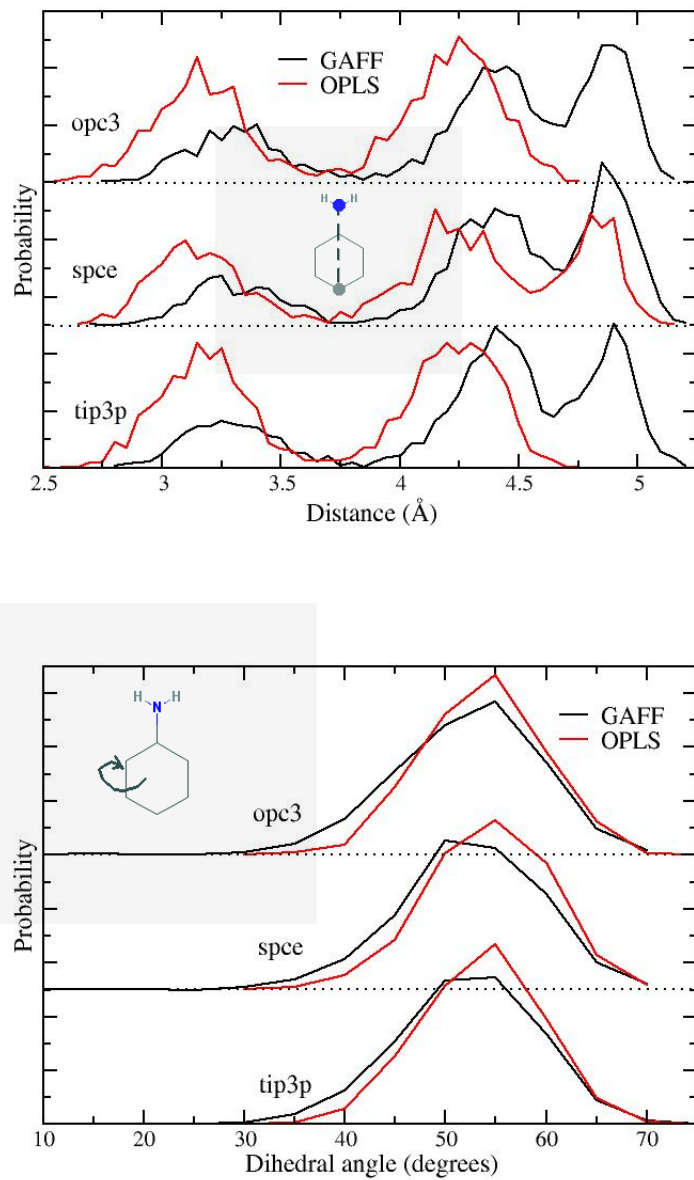 GAFF
OPLS
opc3
H H
spce
tip3p
Probability
2.5 3 3.5 4 4.5 5
Distance (Å)
H N H
GAFF
OPLS
opc3
spce
tip3p
Probability
10 20 30 40 50 60 70
Dihedral angle (degrees)